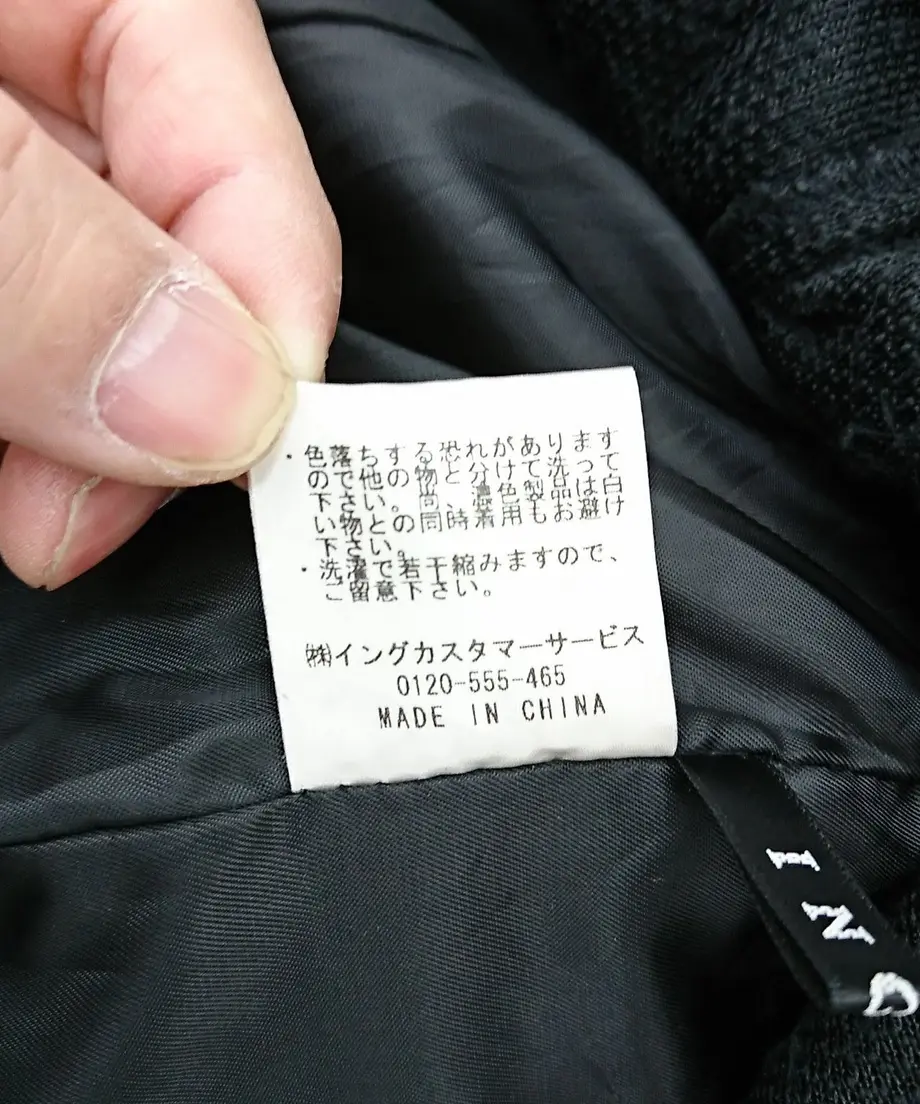 ・色落ちする恐れがあります
ので他の物と分けて洗って
下さい。尚、濃色製品は白
い物との同時着用もお避け
下さい。
・洗濯で若干縮みますので、
ご留意下さい。
㈱イングカスタマーサービス
0120-555-465
MADE IN CHINA
ING